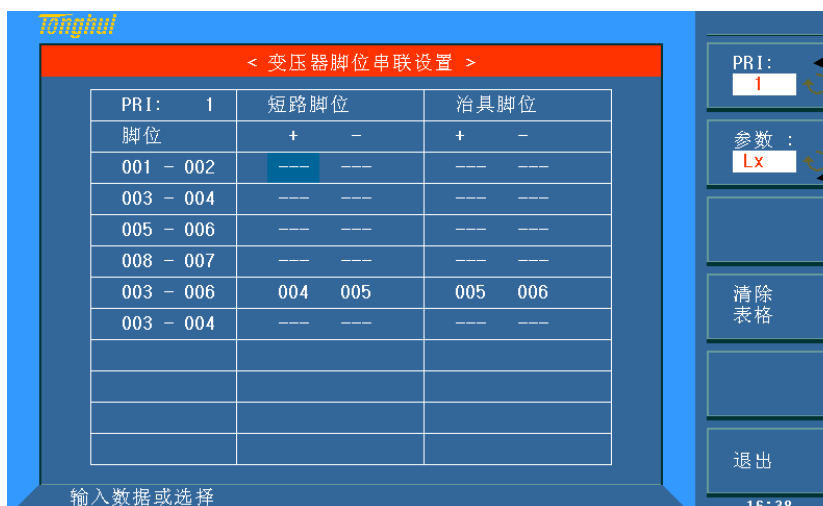 Tonghui
< 变压器脚位串联设置 >
PRI: 1 短路脚位 治具脚位
脚位 + - + -
001 - 002 --- --- --- ---
003 - 004 --- --- --- ---
005 - 006 --- --- --- ---
008 - 007 --- --- --- ---
003 - 006 004 005 005 006
003 - 004 --- --- --- ---
输入数据或选择
PRI:
1
参数 :
Lx
清除
表格
退出
16:38